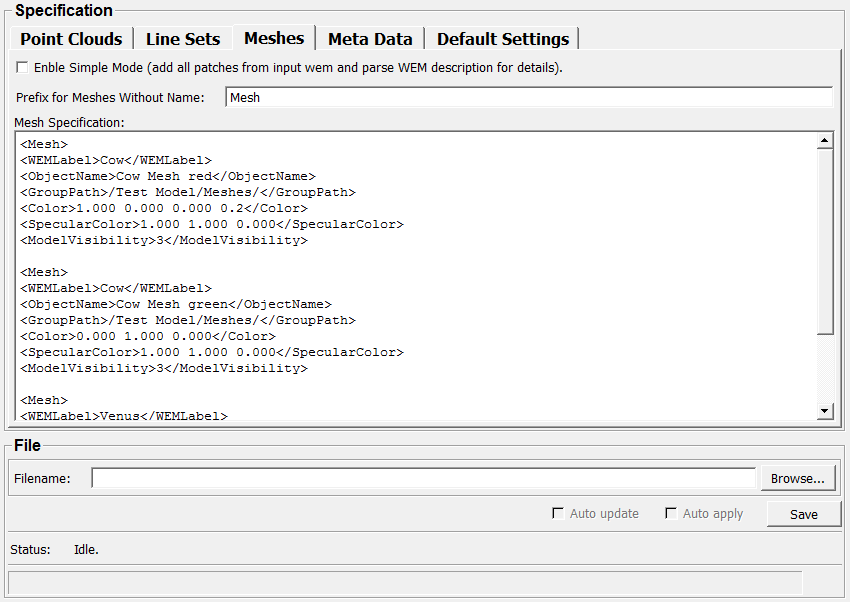 Specification
Point Clouds Line Sets Meshes Meta Data Default Settings
Enble Simple Mode (add all patches from input wem and parse WEM description for details).
Prefix for Meshes Without Name: Mesh
Mesh Specification:
<Mesh>
<WEMLabel>Cow</WEMLabel>
<ObjectName>Cow Mesh red</ObjectName>
<GroupPath>/Test Model/Meshes/</GroupPath>
<Color>1.000 0.000 0.000 0.2</Color>
<SpecularColor>1.000 1.000 0.000</SpecularColor>
<ModelVisibility>3</ModelVisibility>
<Mesh>
<WEMLabel>Cow</WEMLabel>
<ObjectName>Cow Mesh green</ObjectName>
<GroupPath>/Test Model/Meshes/</GroupPath>
<Color>0.000 1.000 0.000</Color>
<SpecularColor>1.000 1.000 0.000</SpecularColor>
<ModelVisibility>3</ModelVisibility>
<Mesh>
<WEMLabel>Venus</WEMLabel>
File
Filename: Browse...
Auto update Auto apply Save
Status: Idle.